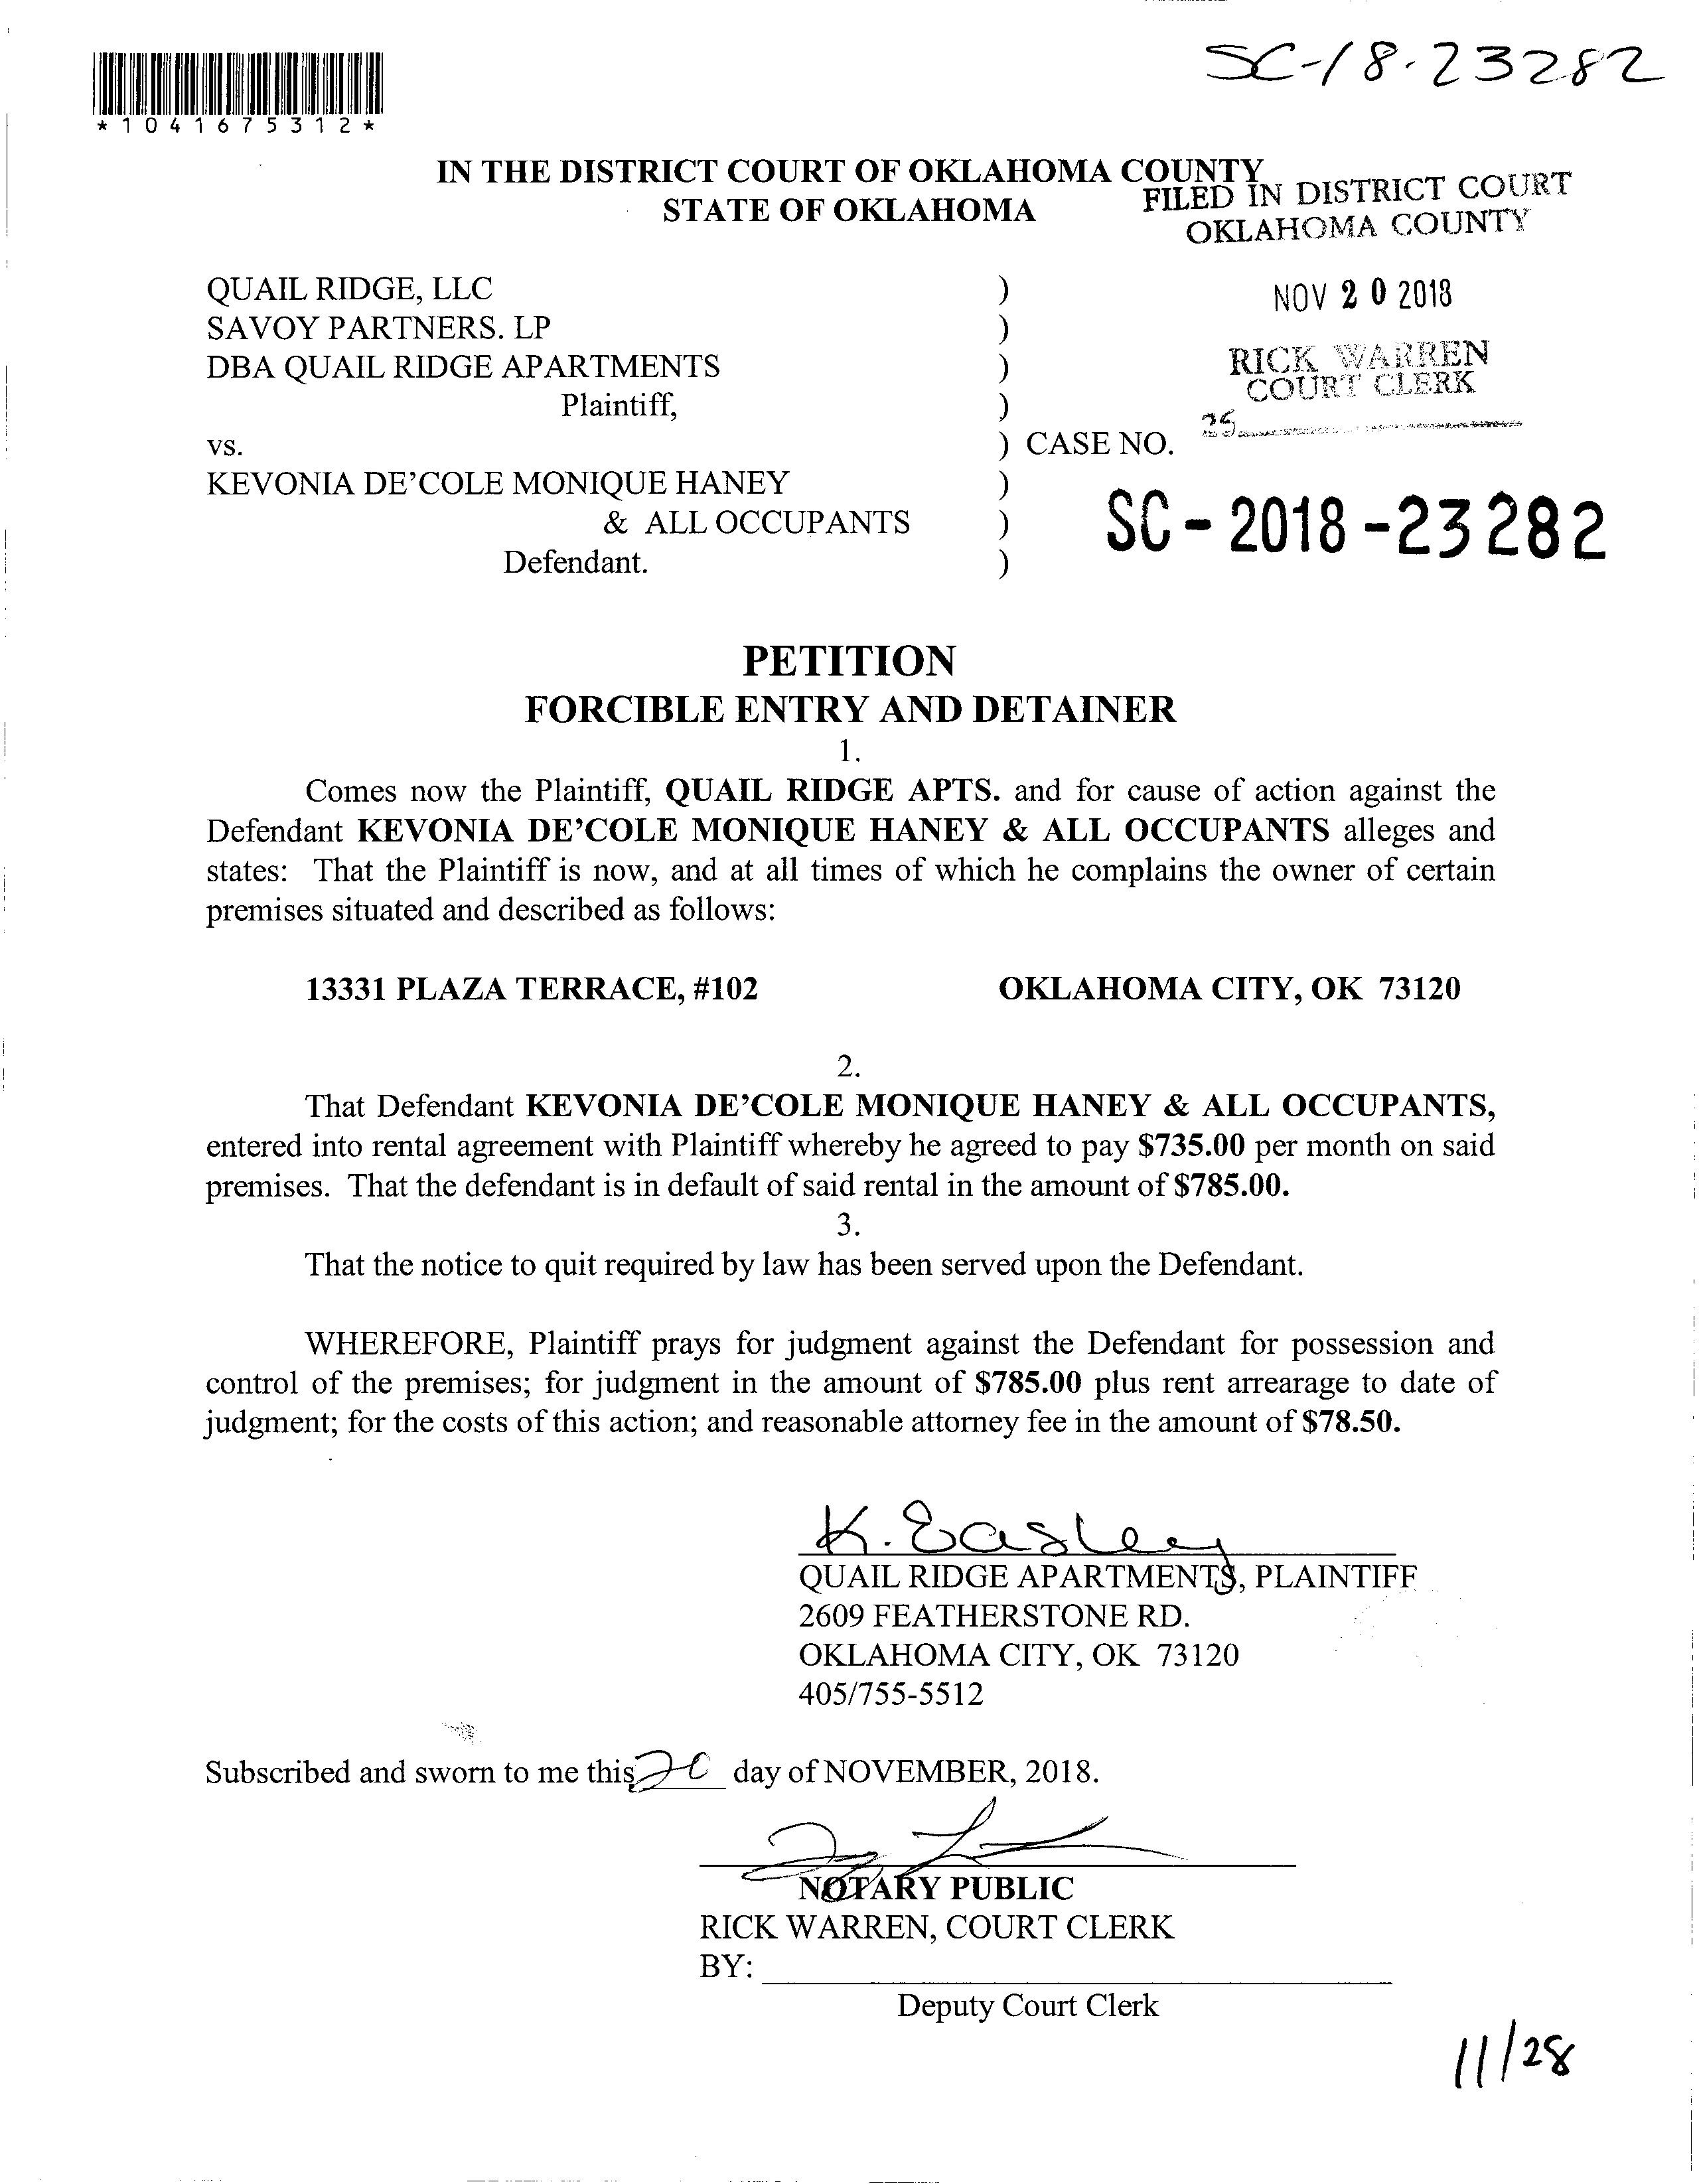 SC-18-23282
*1041675312*
IN THE DISTRICT COURT OF OKLAHOMA COUNTY
STATE OF OKLAHOMA
FILED IN DISTRICT COURT
OKLAHOMA COUNTY
NOV 20 2018
RICK WARREN
COURT CLERK
25
QUAIL RIDGE, LLC )
SAVOY PARTNERS. LP )
DBA QUAIL RIDGE APARTMENTS )
Plaintiff, )
vs. ) CASE NO.
KEVONIA DE’COLE MONIQUE HANEY )
& ALL OCCUPANTS )
Defendant. )
SC-2018-23282
PETITION
FORCIBLE ENTRY AND DETAINER
1.
Comes now the Plaintiff, QUAIL RIDGE APTS. and for cause of action against the
Defendant KEVONIA DE’COLE MONIQUE HANEY & ALL OCCUPANTS alleges and
states: That the Plaintiff is now, and at all times of which he complains the owner of certain
premises situated and described as follows:
13331 PLAZA TERRACE, #102 OKLAHOMA CITY, OK 73120
2.
That Defendant KEVONIA DE’COLE MONIQUE HANEY & ALL OCCUPANTS,
entered into rental agreement with Plaintiff whereby he agreed to pay $735.00 per month on said
premises. That the defendant is in default of said rental in the amount of $785.00.
3.
That the notice to quit required by law has been served upon the Defendant.
WHEREFORE, Plaintiff prays for judgment against the Defendant for possession and
control of the premises; for judgment in the amount of $785.00 plus rent arrearage to date of
judgment; for the costs of this action; and reasonable attorney fee in the amount of $78.50.
K. Easley
QUAIL RIDGE APARTMENTS, PLAINTIFF
2609 FEATHERSTONE RD.
OKLAHOMA CITY, OK 73120
405/755-5512
Subscribed and sworn to me this 20 day of NOVEMBER, 2018.
NOTARY PUBLIC
RICK WARREN, COURT CLERK
BY:
Deputy Court Clerk
11/28